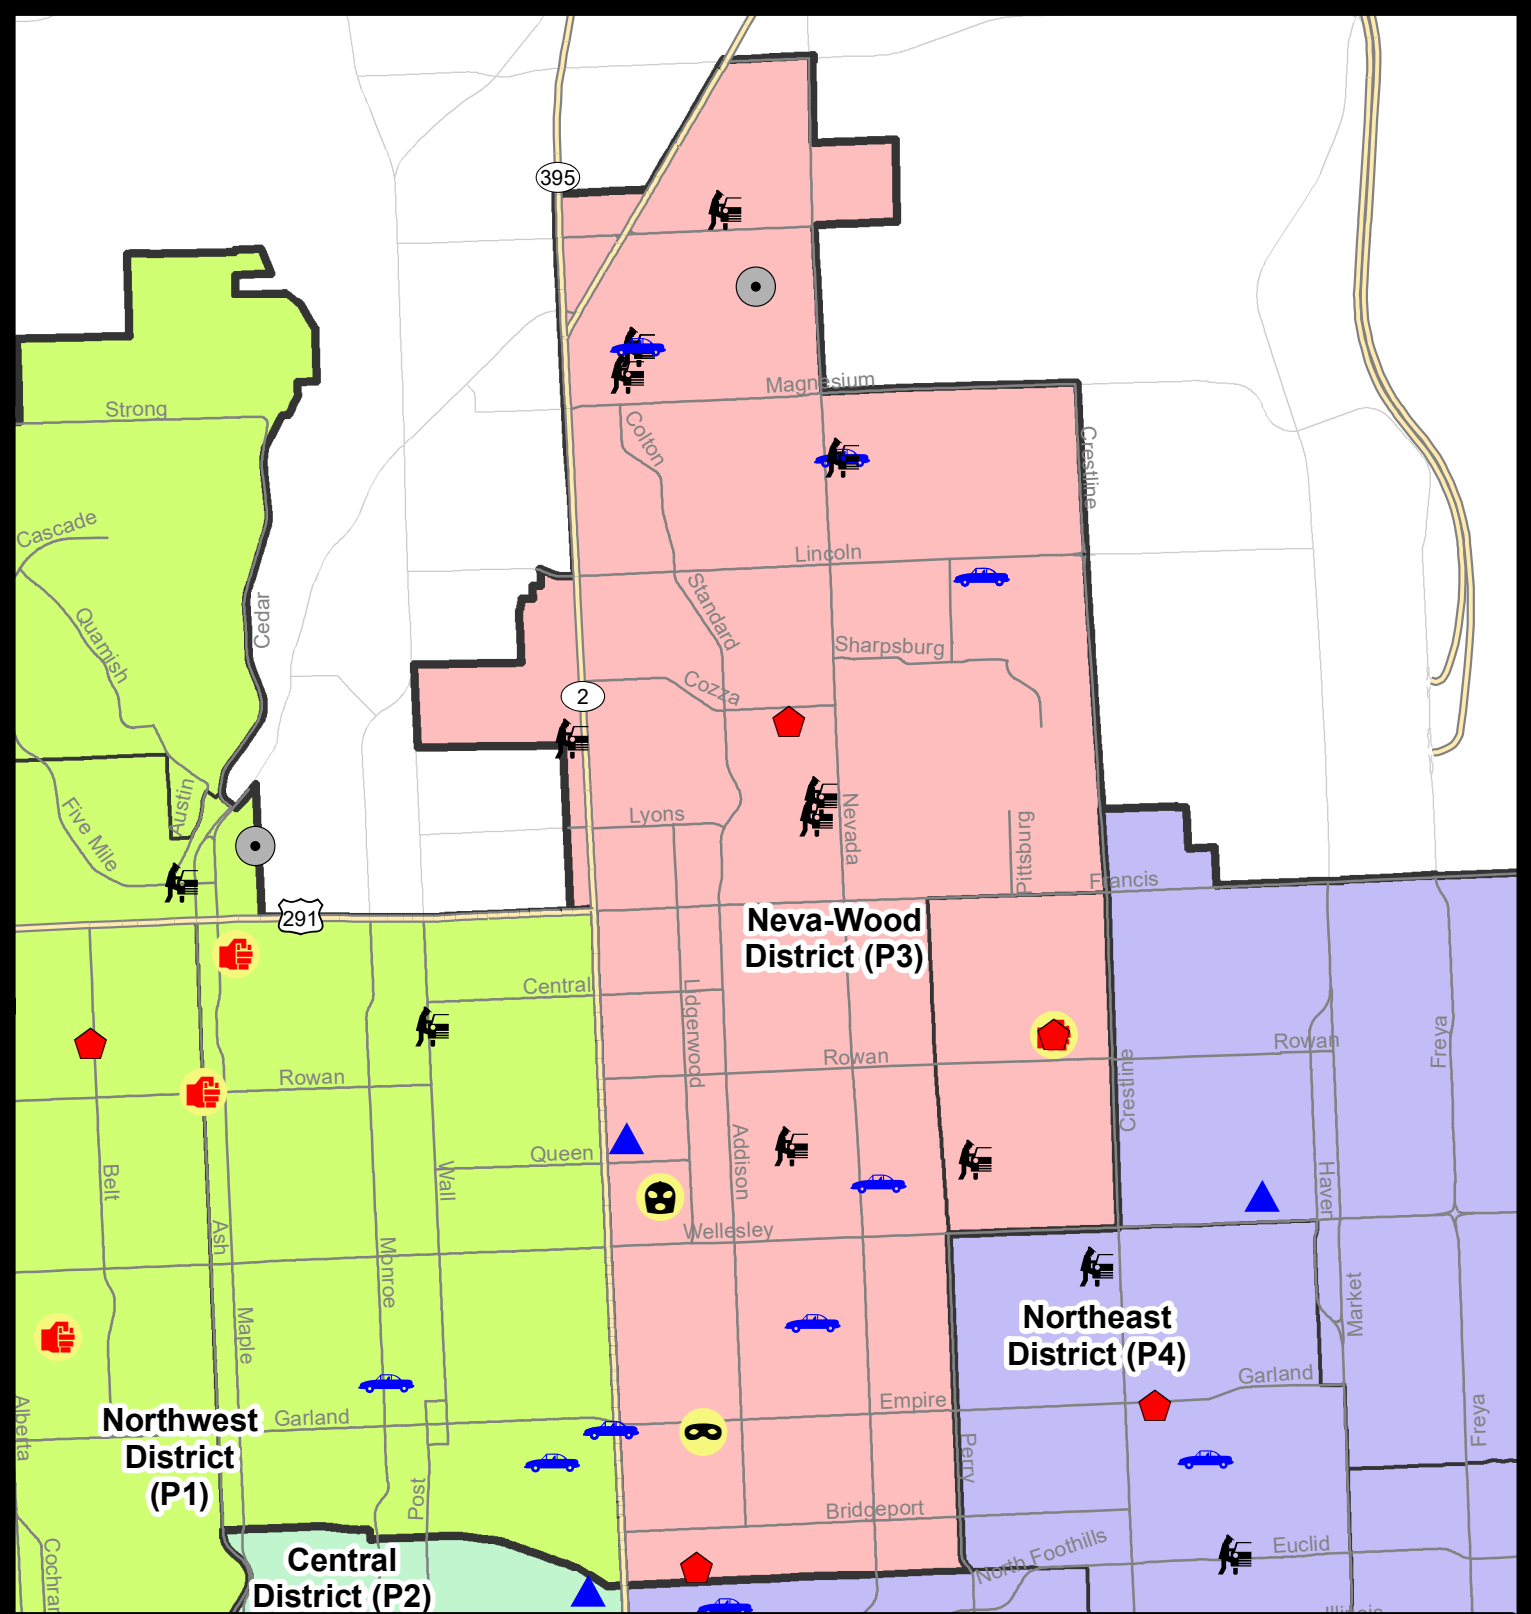 395
Magnesium
Strong
Colton
Crestline
Cascade
Lincoln
Quamish
Cedar
Standard
Sharpsburg
Cozza
2
Austin
Five Mile
Lyons
Nevada
Pittsburg
Francis
291
Neva-Wood
District (P3)
Central
Lidgerwood
Rowan
Rowan
Rowan
Freya
Crestline
Belt
Wall
Queen
Addison
Haven
Ash
Wellesley
Monroe
Maple
Market
Northeast
District (P4)
Garland
Empire
Alberta
Northwest
District
(P1)
Garland
Freya
Perry
Post
Bridgeport
North Foothills
Euclid
Central
District (P2)
Cochran